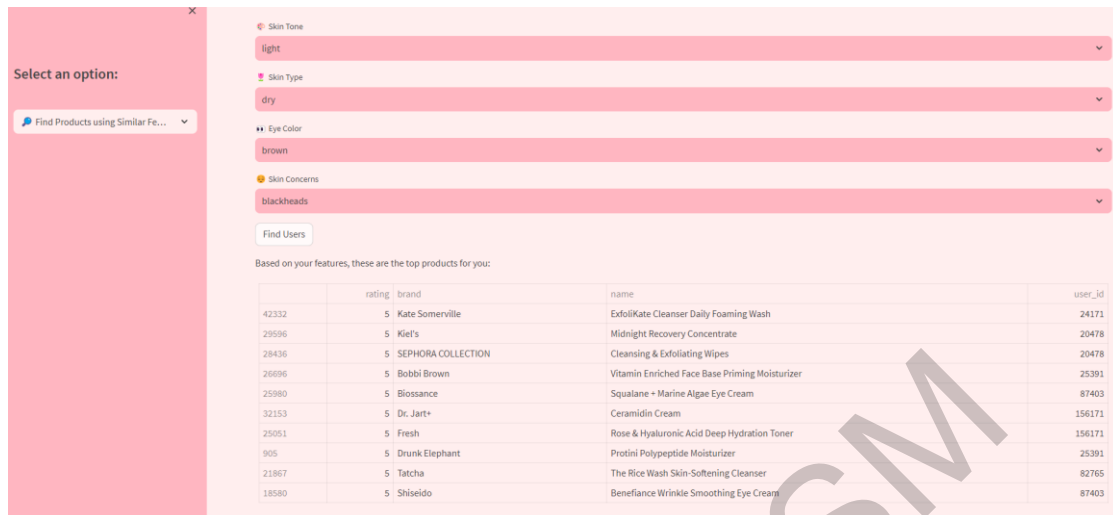 ×
Select an option:
Find Products using Similar Fe...
Skin Tone
light
Skin Type
dry
Eye Color
brown
Skin Concerns
blackheads
Find Users
Based on your features, these are the top products for you:
rating brand name user_id
42332 5 Kate Somerville ExfoliKate Cleanser Daily Foaming Wash 24171
29596 5 Kiel's Midnight Recovery Concentrate 20478
28436 5 SEPHORA COLLECTION Cleansing & Exfoliating Wipes 20478
26696 5 Bobbi Brown Vitamin Enriched Face Base Priming Moisturizer 25391
25980 5 Biossance Squalane + Marine Algae Eye Cream 87403
32153 5 Dr. Jart+ Ceramidin Cream 156171
25051 5 Fresh Rose & Hyaluronic Acid Deep Hydration Toner 156171
905 5 Drunk Elephant Protini Polypeptide Moisturizer 25391
21867 5 Tatcha The Rice Wash Skin-Softening Cleanser 82765
18580 5 Shiseido Benefiance Wrinkle Smoothing Eye Cream 87403